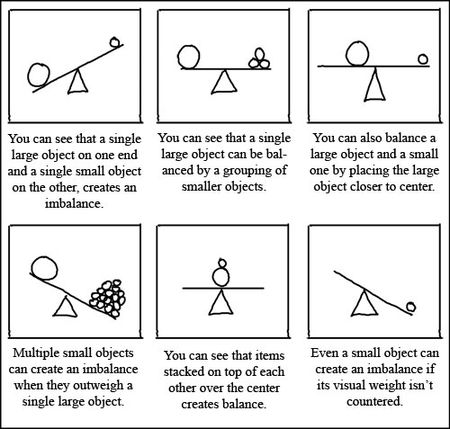 You can see that a single
large object on one end
and a single small object
on the other, creates an
imbalance.
You can see that a single
large object can be bal-
anced by a grouping of
smaller objects.
You can also balance a
large object and a small
one by placing the large
object closer to center.
Multiple small objects
can create an imbalance
when they outweigh a
single large object.
You can see that items
stacked on top of each
other over the center
creates balance.
Even a small object can
create an imbalance if
its visual weight isn’t
countered.